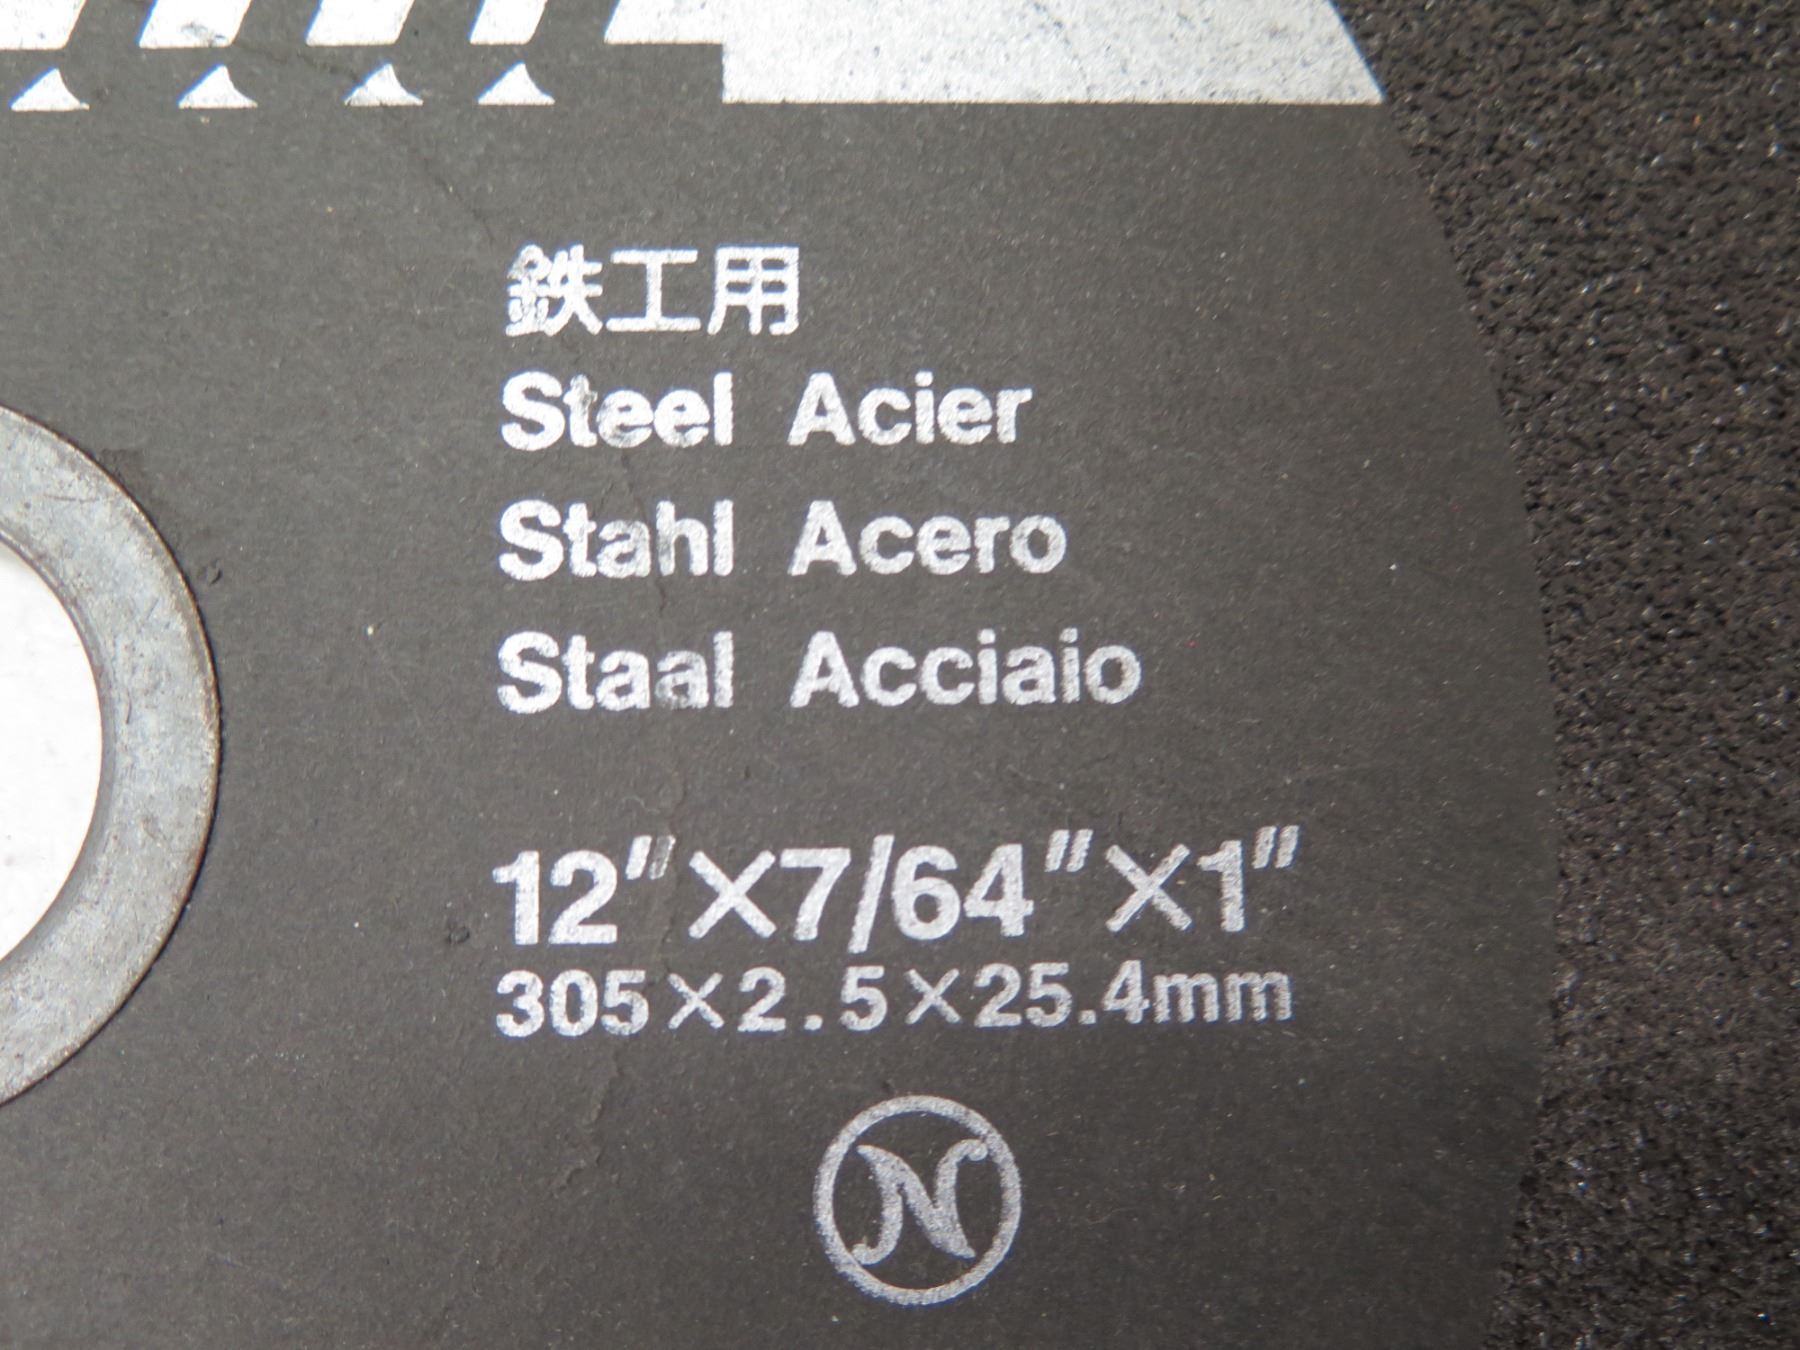 鉄工用
Steel Acier
Stahl Acero
Staal Acciaio
12"×7/64"×1"
305×2.5×25.4mm
N